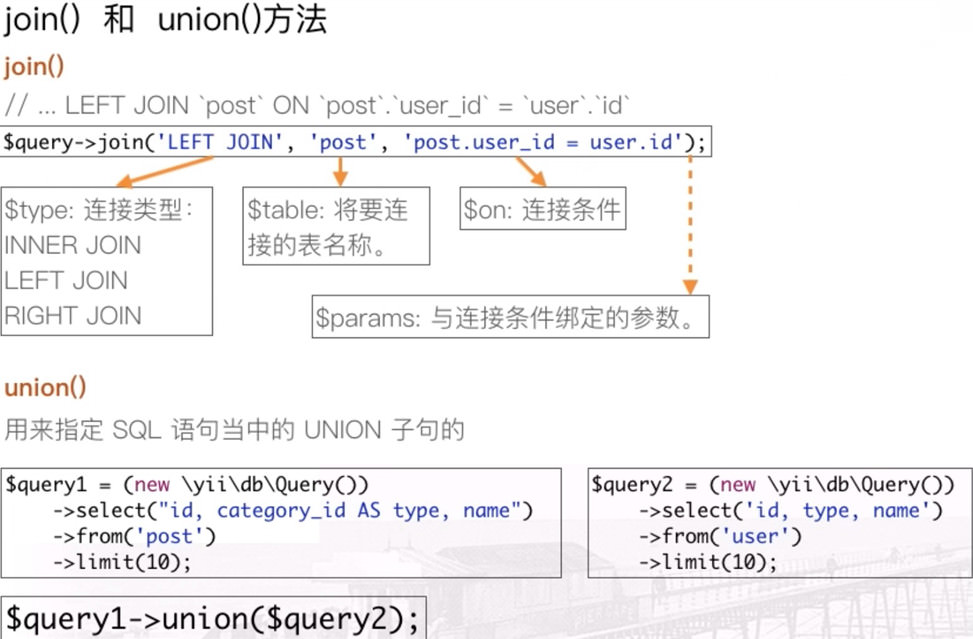 join() 和 union()方法
join()
// ... LEFT JOIN `post` ON `post`.`user_id` = `user`.`id`
$query->join('LEFT JOIN', 'post', 'post.user_id = user.id');
$type: 连接类型:
INNER JOIN
LEFT JOIN
RIGHT JOIN
$table: 将要连
接的表名称。
$on: 连接条件
$params: 与连接条件绑定的参数。
union()
用来指定 SQL 语句当中的 UNION 子句的
$query1 = (new \yii\db\Query())
->select("id, category_id AS type, name")
->from('post')
->limit(10);
$query2 = (new \yii\db\Query())
->select('id, type, name')
->from('user')
->limit(10);
$query1->union($query2);